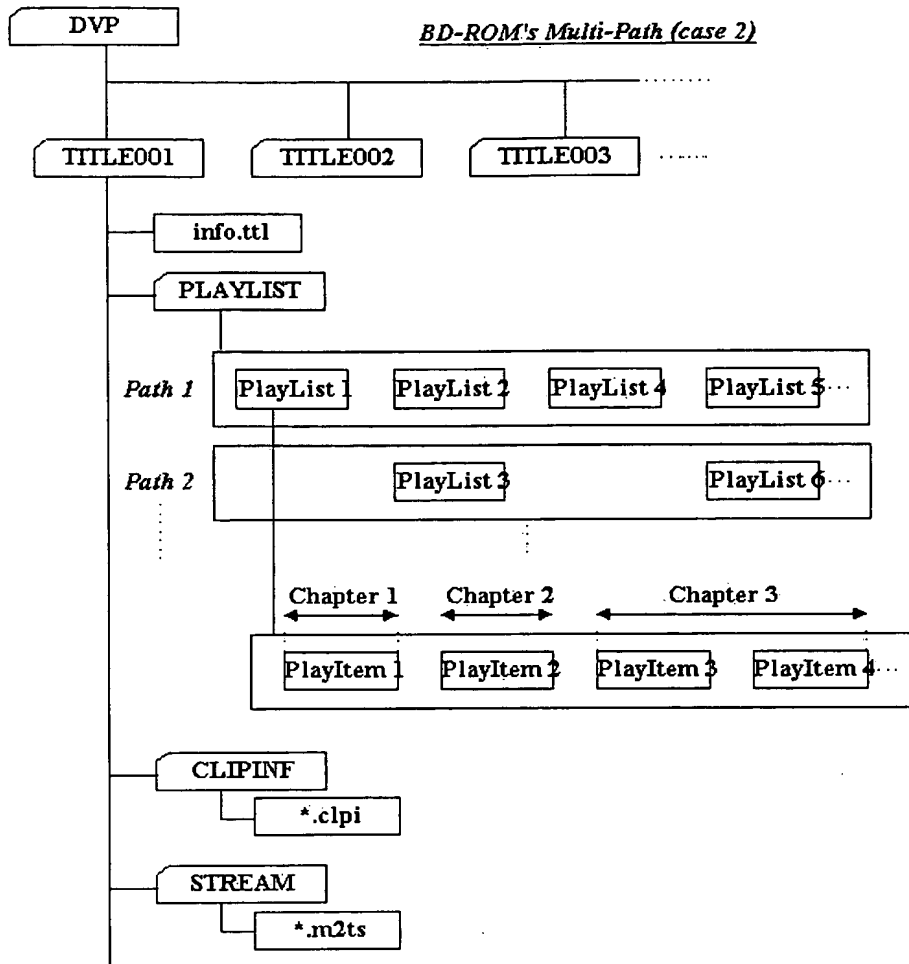 DVP
BD-ROM's Multi-Path (case 2)
TITLE001
TITLE002
TITLE003
info.ttl
PLAYLIST
Path 1
PlayList 1
PlayList 2
PlayList 4
PlayList 5
Path 2
PlayList 3
PlayList 6
Chapter 1
Chapter 2
Chapter 3
PlayItem 1
PlayItem 2
PlayItem 3
PlayItem 4
CLIPINF
*.clpi
STREAM
*.m2ts